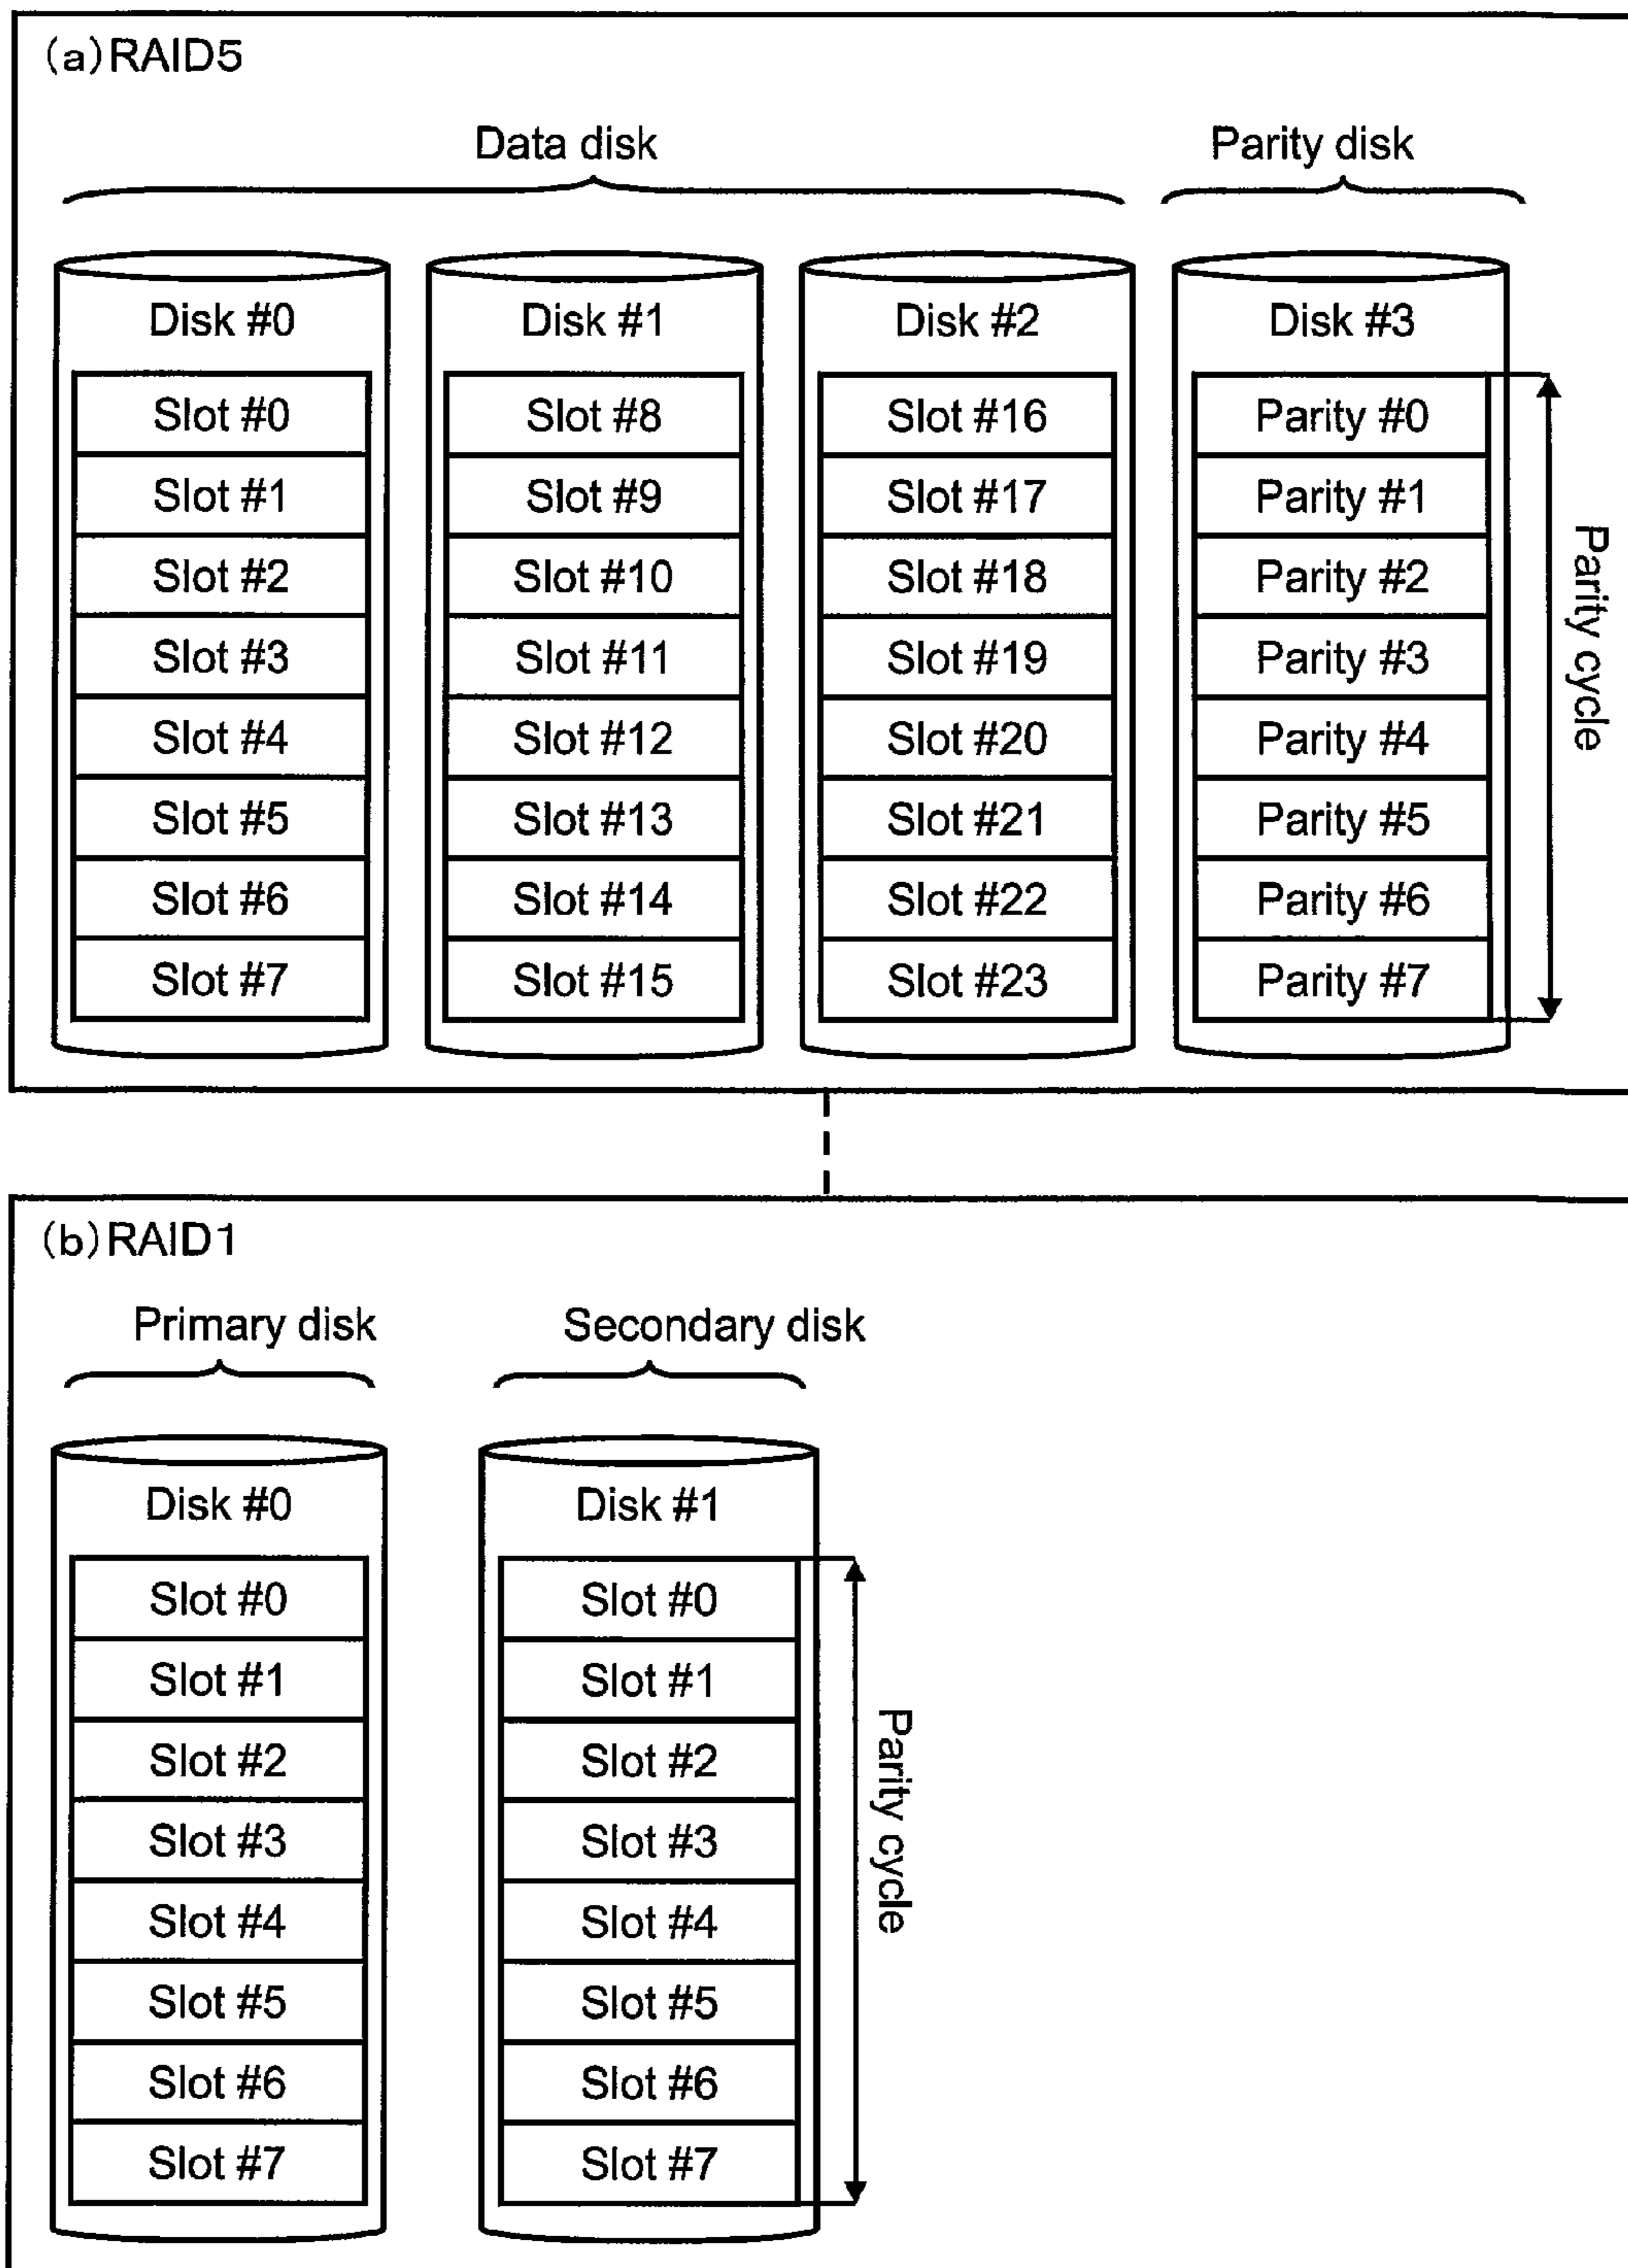 (a)RAID5
Data disk Parity disk
Disk #0 Disk #1 Disk #2 Disk #3
Slot #0 Slot #8 Slot #16 Parity #0
Slot #1 Slot #9 Slot #17 Parity #1
Slot #2 Slot #10 Slot #18 Parity #2
Slot #3 Slot #11 Slot #19 Parity #3
Slot #4 Slot #12 Slot #20 Parity #4
Slot #5 Slot #13 Slot #21 Parity #5
Slot #6 Slot #14 Slot #22 Parity #6
Slot #7 Slot #15 Slot #23 Parity #7
Parity cycle
(b)RAID1
Primary disk Secondary disk
Disk #0 Disk #1
Slot #0 Slot #0
Slot #1 Slot #1
Slot #2 Slot #2
Slot #3 Slot #3
Slot #4 Slot #4
Slot #5 Slot #5
Slot #6 Slot #6
Slot #7 Slot #7
Parity cycle